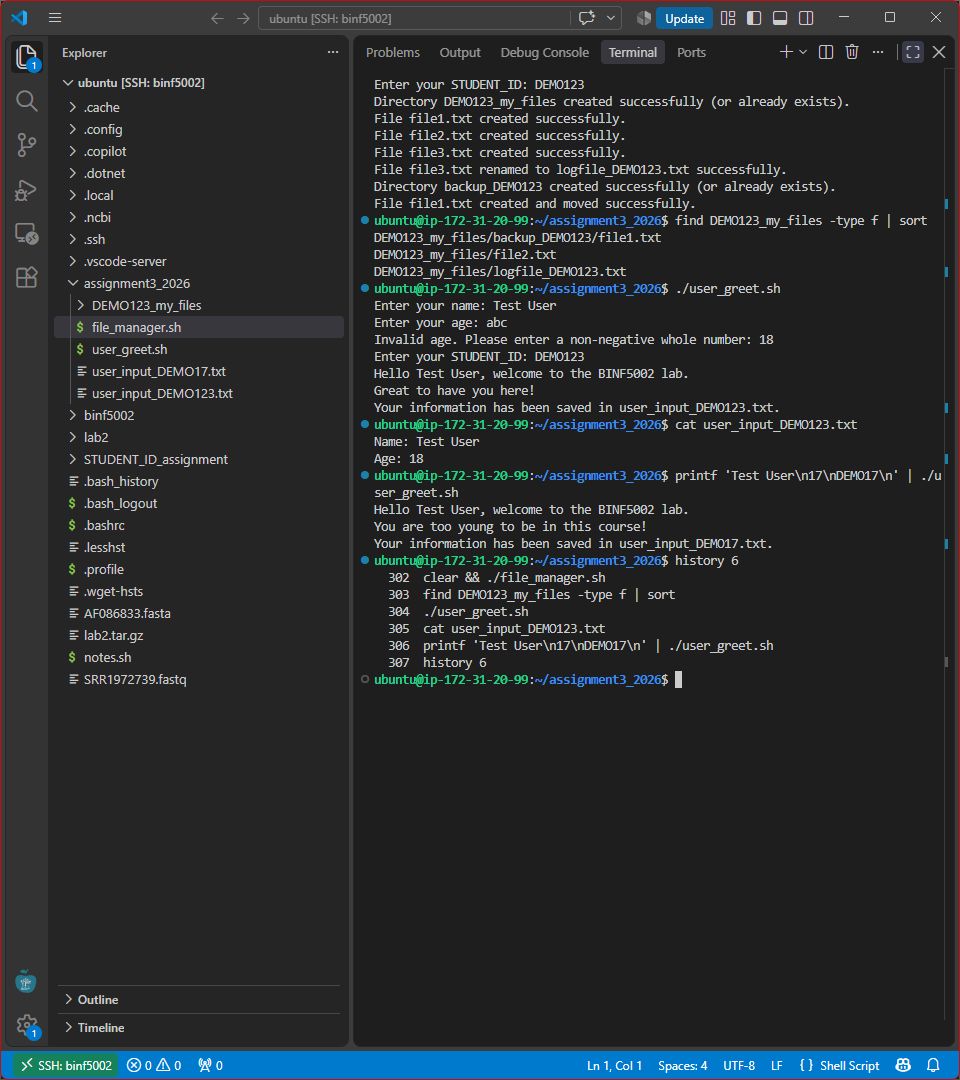 ubuntu [SSH: binf5002]
Update
Explorer
ubuntu [SSH: binf5002]
.cache
.config
.copilot
.dotnet
.local
.ncbi
.ssh
.vscode-server
assignment3_2026
DEMO123_my_files
$ file_manager.sh
$ user_greet.sh
user_input_DEMO17.txt
user_input_DEMO123.txt
binf5002
lab2
STUDENT_ID_assignment
.bash_history
$ .bash_logout
$ .bashrc
.lesshst
$ .profile
.wget-hsts
AF086833.fasta
lab2.tar.gz
$ notes.sh
SRR1972739.fastq
Outline
Timeline
1
1
Problems Output Debug Console Terminal Ports
Enter your STUDENT_ID: DEMO123
Directory DEMO123_my_files created successfully (or already exists).
File file1.txt created successfully.
File file2.txt created successfully.
File file3.txt created successfully.
File file3.txt renamed to logfile_DEMO123.txt successfully.
Directory backup_DEMO123 created successfully (or already exists).
File file1.txt created and moved successfully.
ubuntu@ip-172-31-20-99:~/assignment3_2026$ find DEMO123_my_files -type f | sort
DEMO123_my_files/backup_DEMO123/file1.txt
DEMO123_my_files/file2.txt
DEMO123_my_files/logfile_DEMO123.txt
ubuntu@ip-172-31-20-99:~/assignment3_2026$ ./user_greet.sh
Enter your name: Test User
Enter your age: abc
Invalid age. Please enter a non-negative whole number: 18
Enter your STUDENT_ID: DEMO123
Hello Test User, welcome to the BINF5002 lab.
Great to have you here!
Your information has been saved in user_input_DEMO123.txt.
ubuntu@ip-172-31-20-99:~/assignment3_2026$ cat user_input_DEMO123.txt
Name: Test User
Age: 18
ubuntu@ip-172-31-20-99:~/assignment3_2026$ printf 'Test User\n17\nDEMO17\n' | ./u
ser_greet.sh
Hello Test User, welcome to the BINF5002 lab.
You are too young to be in this course!
Your information has been saved in user_input_DEMO17.txt.
ubuntu@ip-172-31-20-99:~/assignment3_2026$ history 6
302 clear && ./file_manager.sh
303 find DEMO123_my_files -type f | sort
304 ./user_greet.sh
305 cat user_input_DEMO123.txt
306 printf 'Test User\n17\nDEMO17\n' | ./user_greet.sh
307 history 6
ubuntu@ip-172-31-20-99:~/assignment3_2026$
SSH: binf5002 0 0 0 Ln 1, Col 1 Spaces: 4 UTF-8 LF { } Shell Script